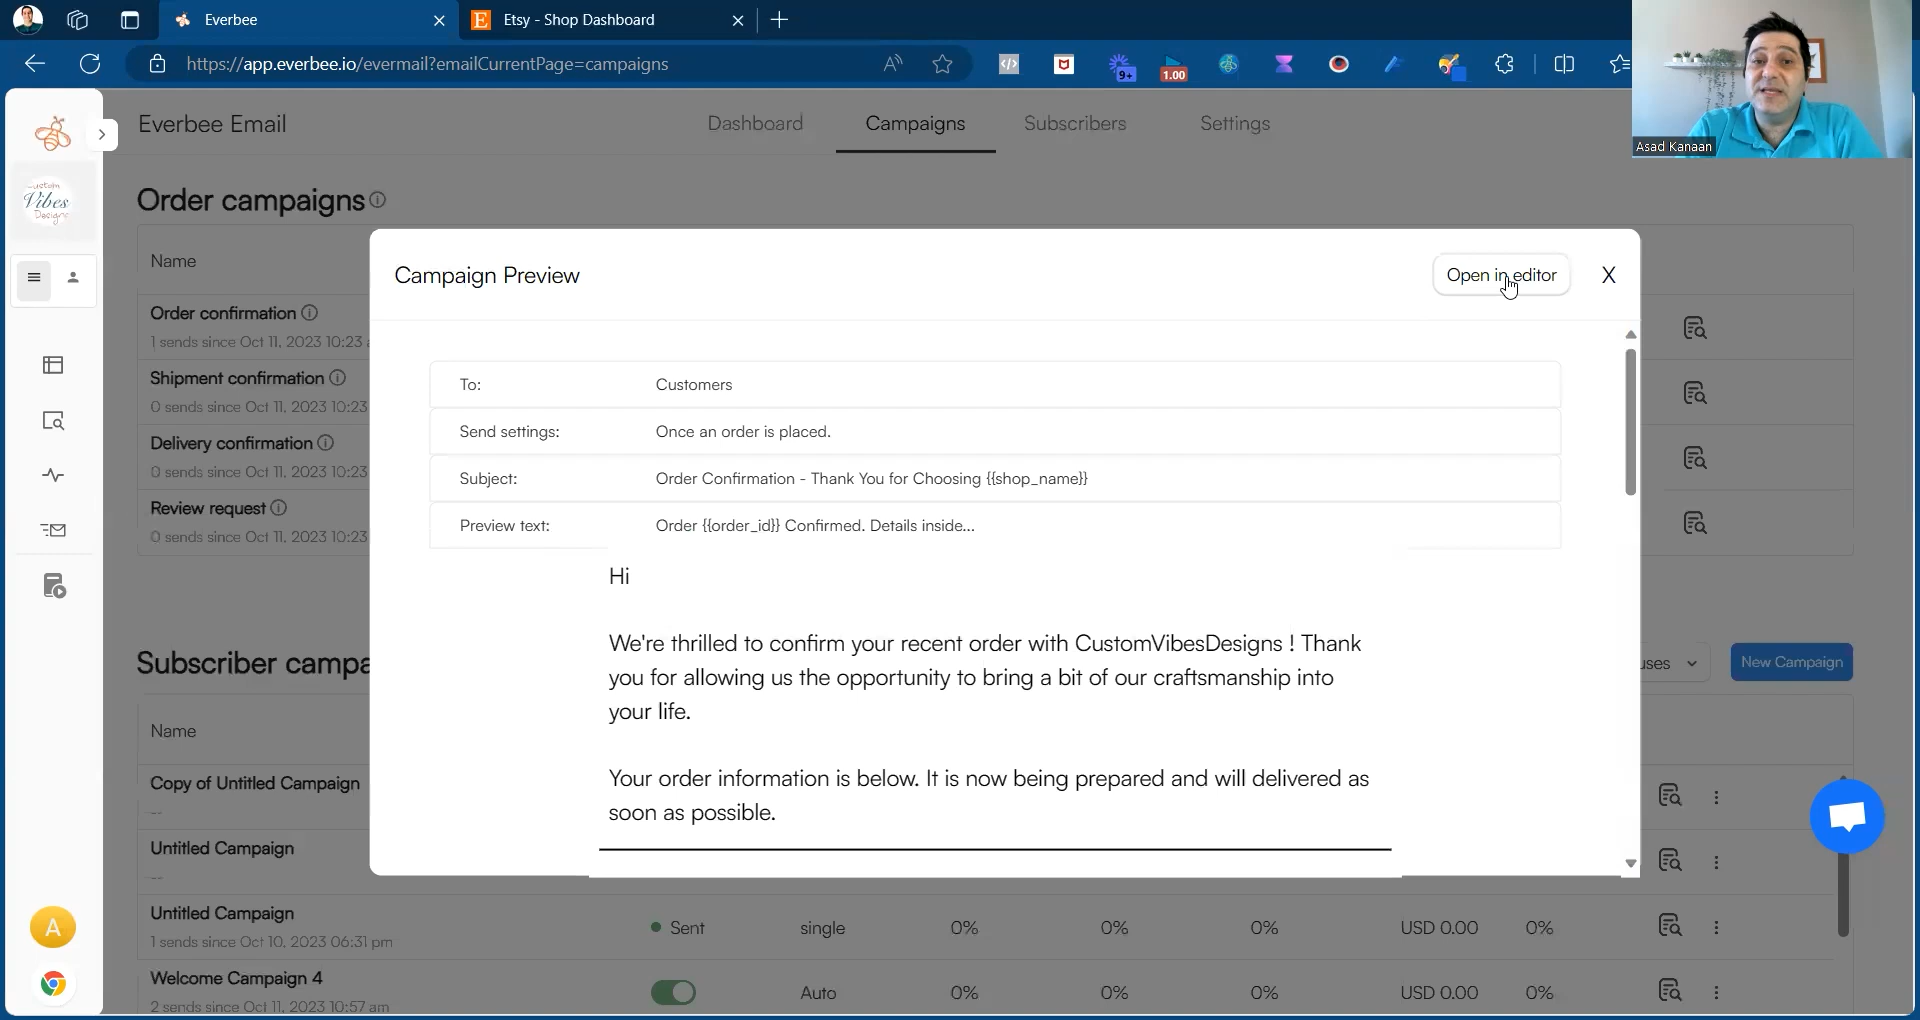 Everbee
Etsy - Shop Dashboard
https://app.everbee.io/evermail?emailCurrentPage=campaigns
9+
1.00
Asad Kanaan
Everbee Email
Dashboard
Campaigns
Subscribers
Settings
Custom
Vibes
Designs
Order campaigns
Name
Order confirmation
1 sends since Oct 11, 2023 10:23
Shipment confirmation
0 sends since Oct 11, 2023 10:23
Delivery confirmation
0 sends since Oct 11, 2023 10:23
Review request
0 sends since Oct 11, 2023 10:23
Campaign Preview
Open in editor
X
To: Customers
Send settings: Once an order is placed.
Subject: Order Confirmation - Thank You for Choosing {{shop_name}}
Preview text: Order {{order_id}} Confirmed. Details inside...
Hi
We're thrilled to confirm your recent order with CustomVibesDesigns ! Thank
you for allowing us the opportunity to bring a bit of our craftsmanship into
your life.
Your order information is below. It is now being prepared and will delivered as
soon as possible.
Subscriber campa
uses
New Campaign
Name
Copy of Untitled Campaign
--
Untitled Campaign
--
Untitled Campaign
1 sends since Oct 10, 2023 06:31 pm
Sent single 0% 0% 0% USD 0.00 0%
Welcome Campaign 4
2 sends since Oct 11, 2023 10:57 am
Auto 0% 0% 0% USD 0.00 0%
A